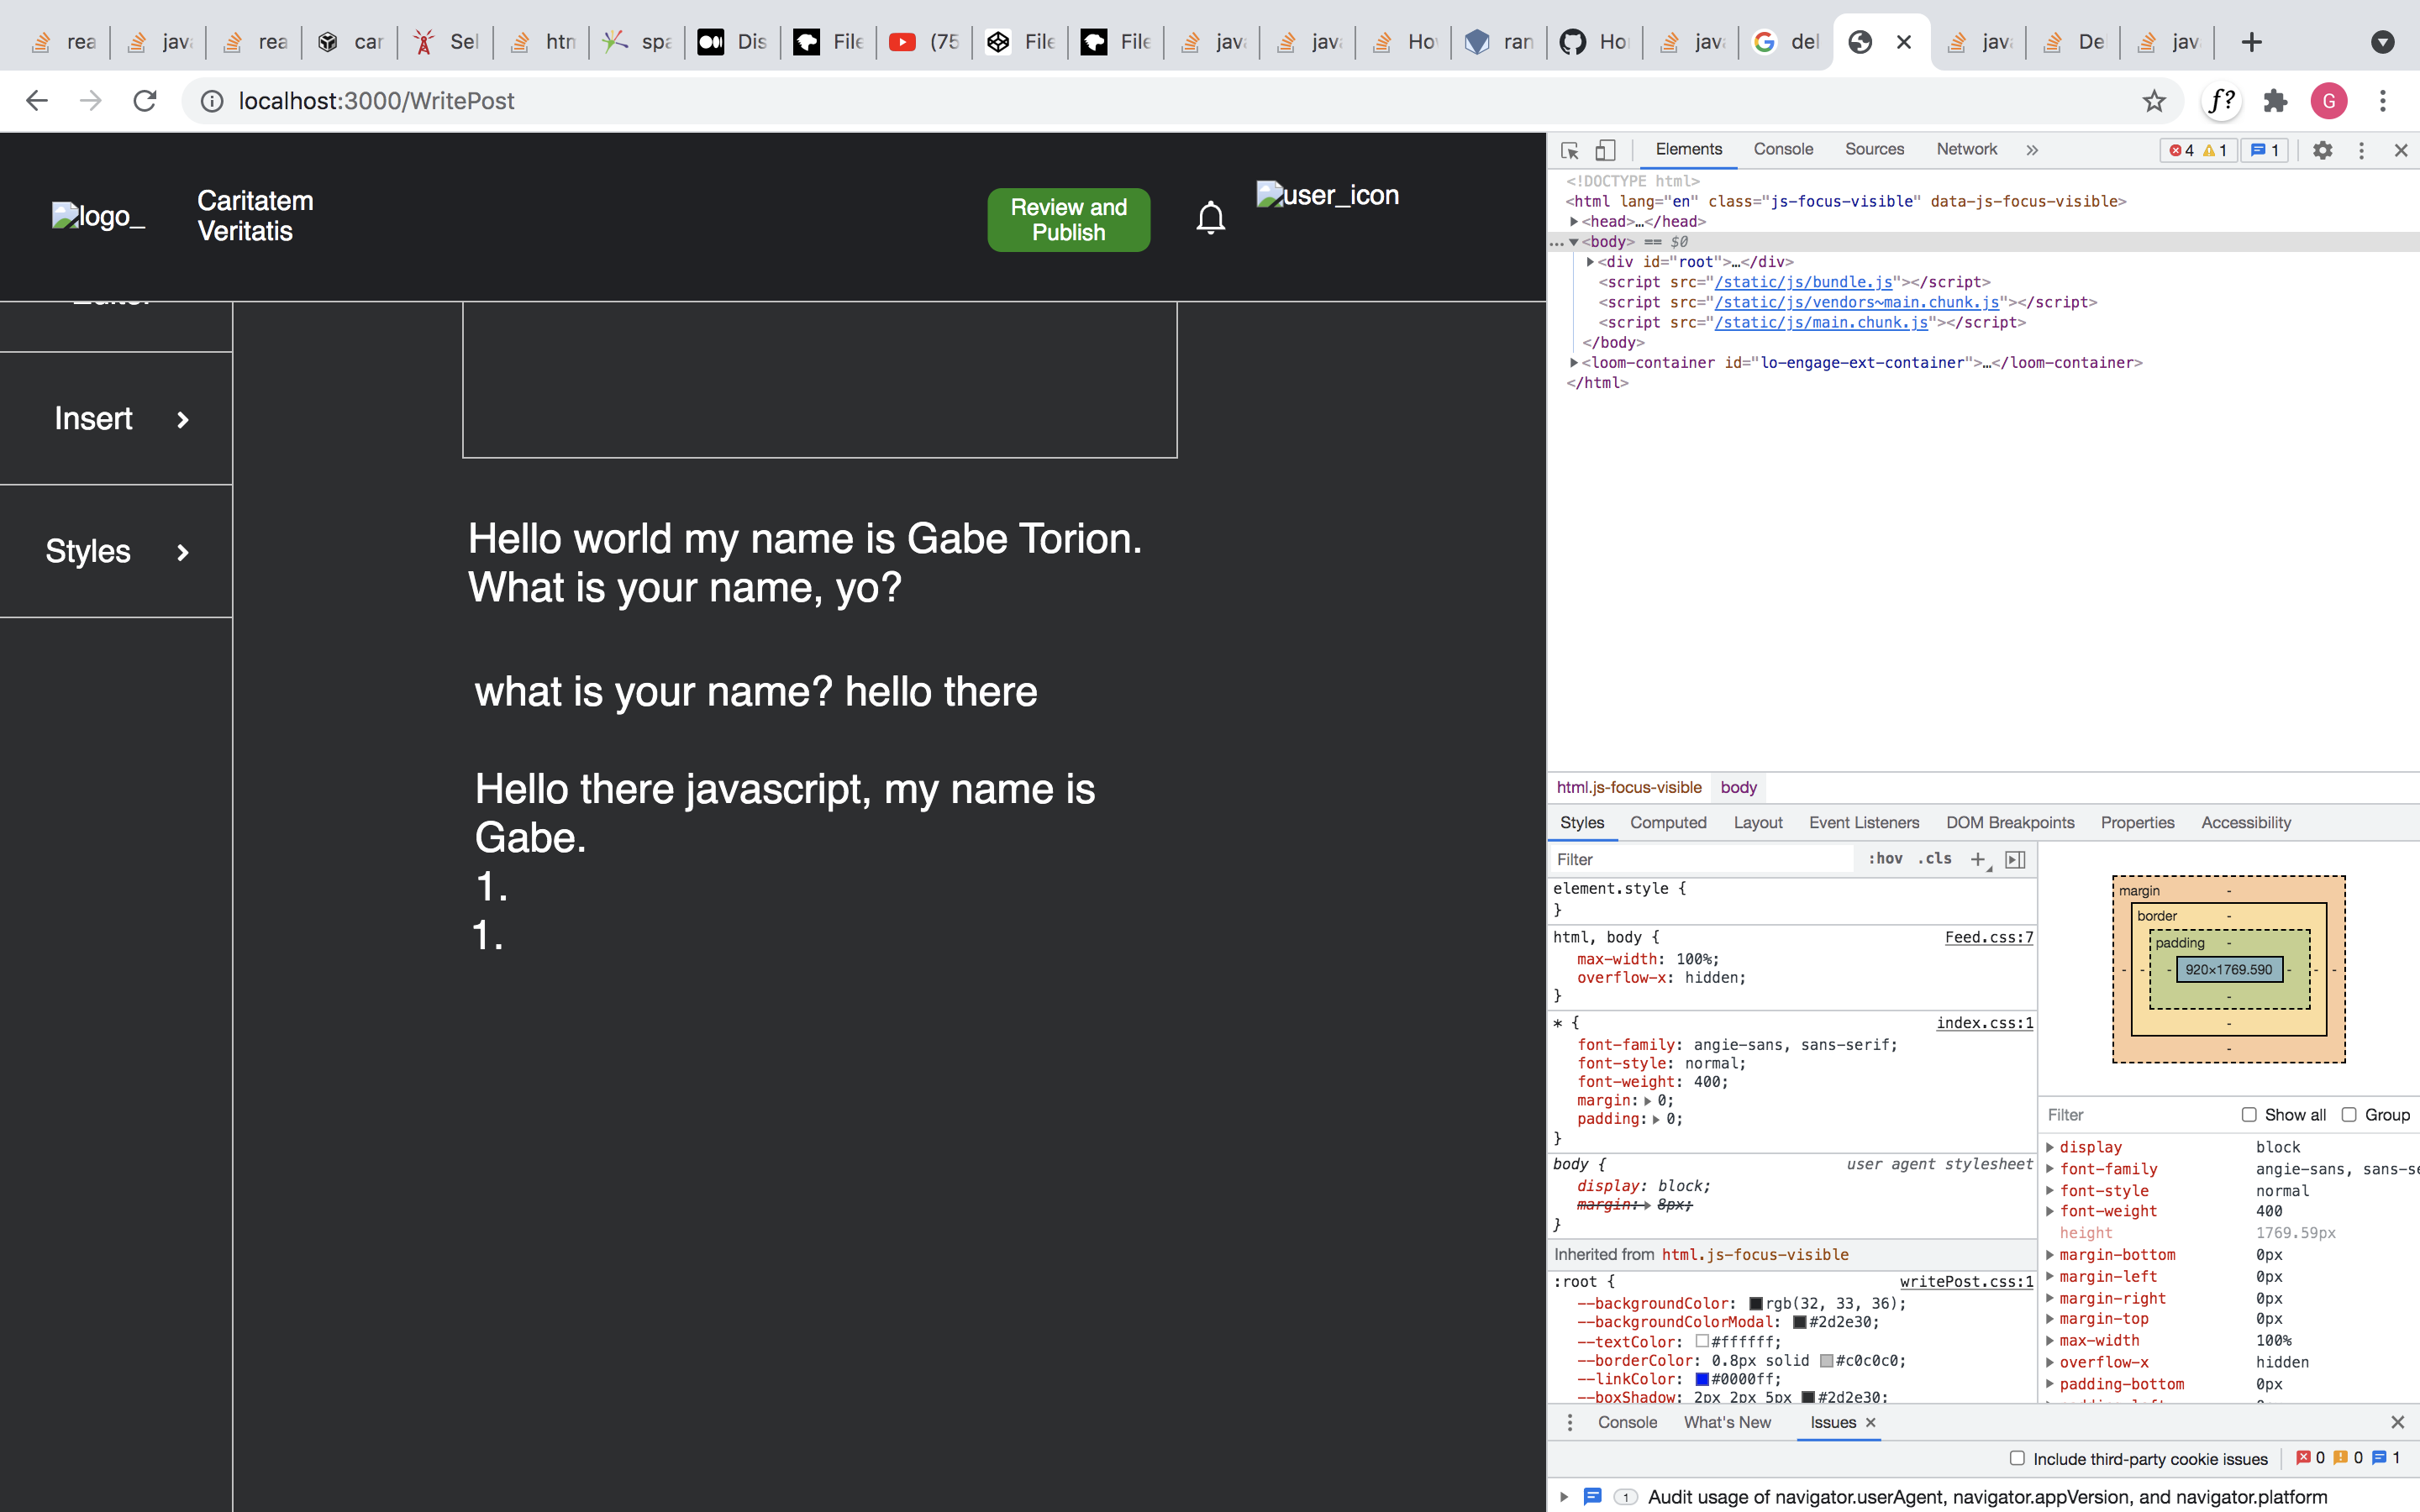 rea
java
rea
car
Sel
htn
spa
Dis
File
(75
File
File
java
java
Hov
ran
Hor
java
del
java
De
java
localhost:3000/WritePost
f?
G
logo_
Caritatem
Veritatis
Review and
Publish
user_icon
Editor
Insert
Styles
Hello world my name is Gabe Torion.
What is your name, yo?
what is your name? hello there
Hello there javascript, my name is
Gabe.
1.
1.
Elements Console Sources Network » 4 1 1
<!DOCTYPE html>
<html lang="en" class="js-focus-visible" data-js-focus-visible>
<head>…</head>
… <body> == $0
<div id="root">…</div>
<script src="/static/js/bundle.js"></script>
<script src="/static/js/vendors~main.chunk.js"></script>
<script src="/static/js/main.chunk.js"></script>
</body>
<loom-container id="lo-engage-ext-container">…</loom-container>
</html>
html.js-focus-visible body
Styles Computed Layout Event Listeners DOM Breakpoints Properties Accessibility
Filter :hov .cls +
element.style {
}
html, body { Feed.css:7
max-width: 100%;
overflow-x: hidden;
}
* { index.css:1
font-family: angie-sans, sans-serif;
font-style: normal;
font-weight: 400;
margin: 0;
padding: 0;
}
body { user agent stylesheet
display: block;
margin: 8px;
}
Inherited from html.js-focus-visible
:root { writePost.css:1
--backgroundColor: rgb(32, 33, 36);
--backgroundColorModal: #2d2e30;
--textColor: #ffffff;
--borderColor: 0.8px solid #c0c0c0;
--linkColor: #0000ff;
--boxShadow: 2px 2px 5px #2d2e30;
margin -
border -
padding -
- - - 920×1769.590 - - -
-
-
-
Filter Show all Group
display block
font-family angie-sans, sans-se
font-style normal
font-weight 400
height 1769.59px
margin-bottom 0px
margin-left 0px
margin-right 0px
margin-top 0px
max-width 100%
overflow-x hidden
padding-bottom 0px
Console What's New Issues ×
Include third-party cookie issues 0 0 1
1 Audit usage of navigator.userAgent, navigator.appVersion, and navigator.platform